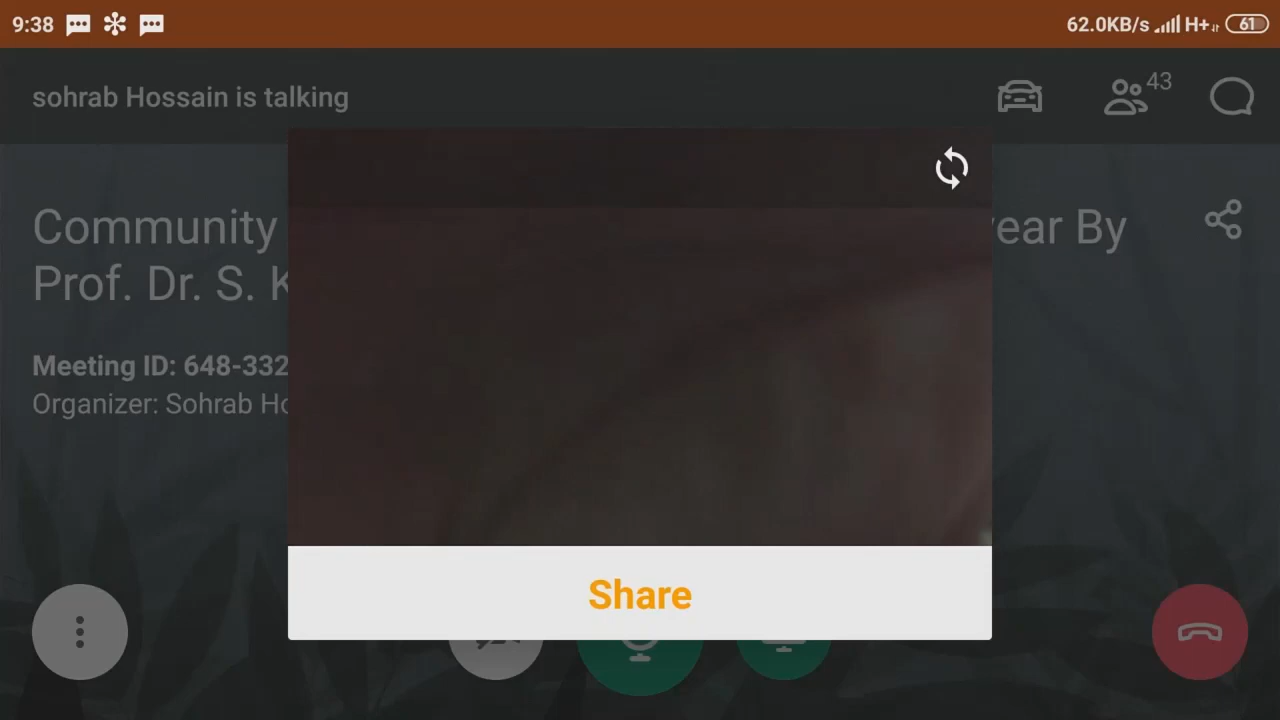 9:38 62.0KB/s H+ 61
sohrab Hossain is talking 43
Community ear By
Prof. Dr. S. K
Meeting ID: 648-332
Organizer: Sohrab Ho
Share